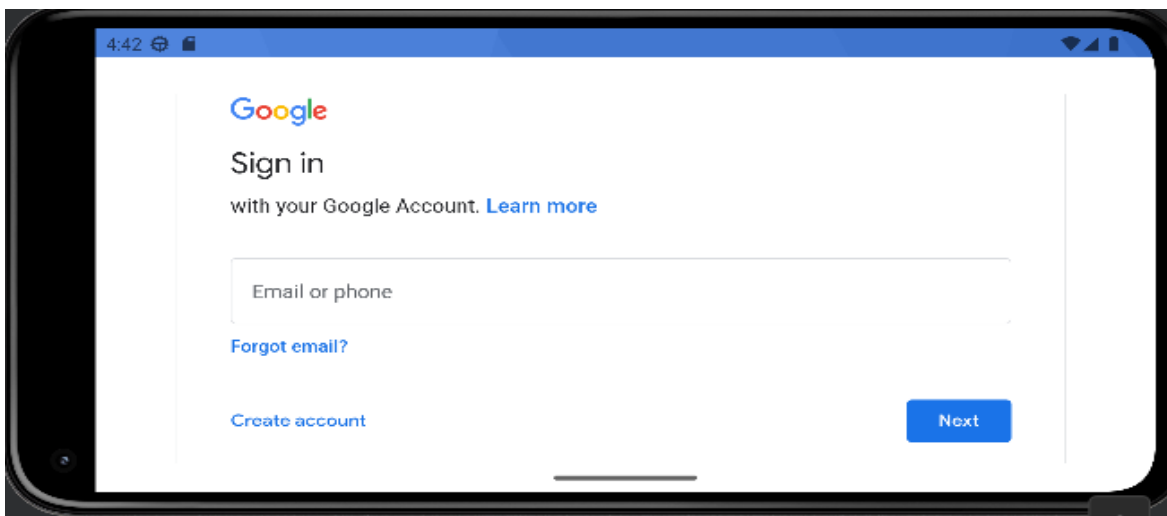 4:42
Google
Sign in
with your Google Account. Learn more
Email or phone
Forgot email?
Create account
Next